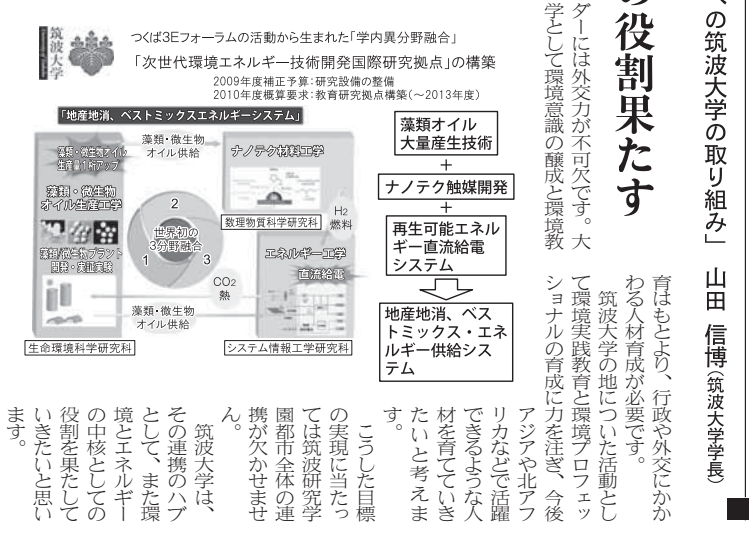 くの筑波大学の取り組み」 山田 信博(筑波大学学長)
の役割果たす
ダーには外交力が不可欠です。大
学として環境意識の醸成と環境教
育はもとより、行政や外交にかか
わる人材育成が必要です。
筑波大学の地についた活動とし
て環境実践教育と環境プロフェッ
ショナルの育成に力を注ぎ、今後
アジアや北アフ
リカなどで活躍
できるような人
材を育てていき
たいと考えま
す。
こうした目標
の実現に当たっ
ては筑波研究学
園都市全体の連
携が欠かせませ
ん。
筑波大学は、
その連携のハブ
として、また環
境とエネルギー
の中核としての
役割を果たして
いきたいと思い
ます。
筑波大学
つくば3Eフォーラムの活動から生まれた「学内異分野融合」
「次世代環境エネルギー技術開発国際研究拠点」の構築
2009年度補正予算:研究設備の整備
2010年度概算要求:教育研究拠点構築(〜2013年度)
「地産地消、ベストミックスエネルギーシステム」
藻類・微生物オイル
生産量1桁アップ
藻類・微生物
オイル供給
ナノテク材料工学
藻類・微生物
オイル生産工学
数理物質科学研究科
H2
燃料
2
世界初の
3分野融合
1
3
藻類/微生物プラント
開発・実証実験
エネルギー工学
直流給電
CO2
熱
藻類・微生物
オイル供給
生命環境科学研究科
システム情報工学研究科
藻類オイル
大量産生技術
+
ナノテク触媒開発
+
再生可能エネル
ギー直流給電
システム
地産地消、ベス
トミックス・エネ
ルギー供給シス
テム